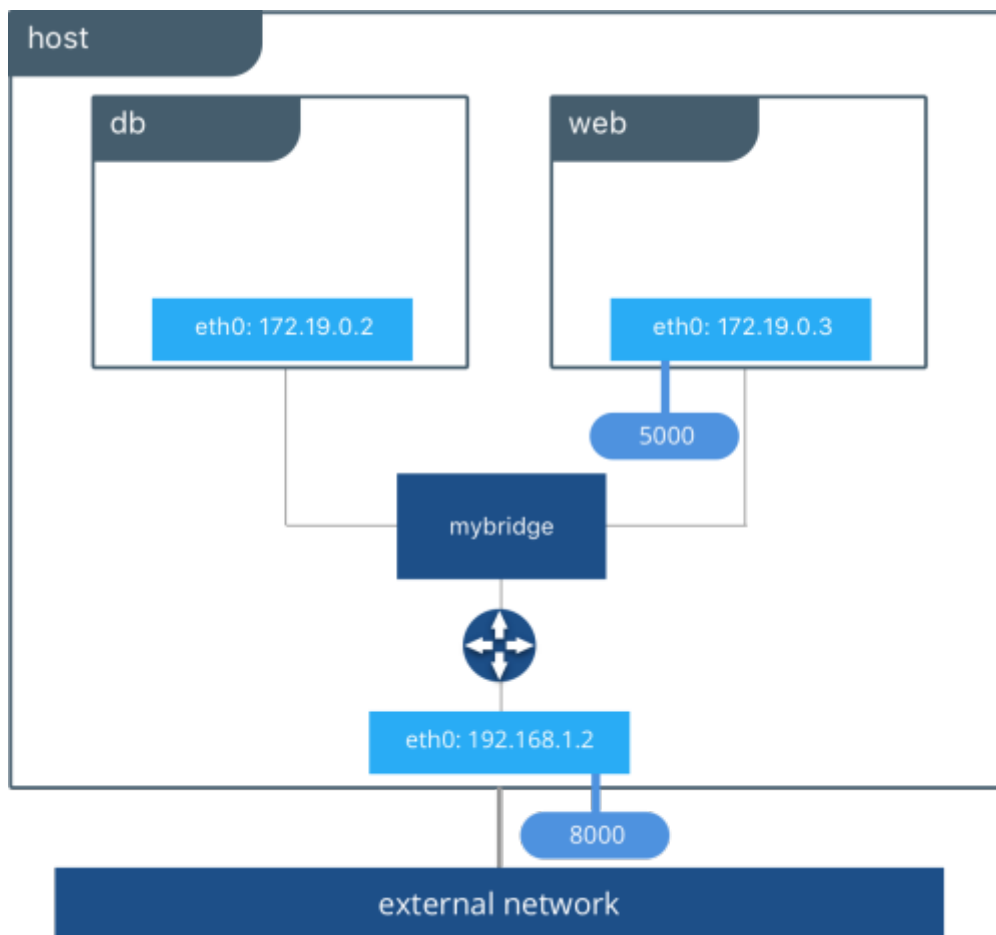 host
db
web
eth0: 172.19.0.2
eth0: 172.19.0.3
5000
mybridge
eth0: 192.168.1.2
8000
external network